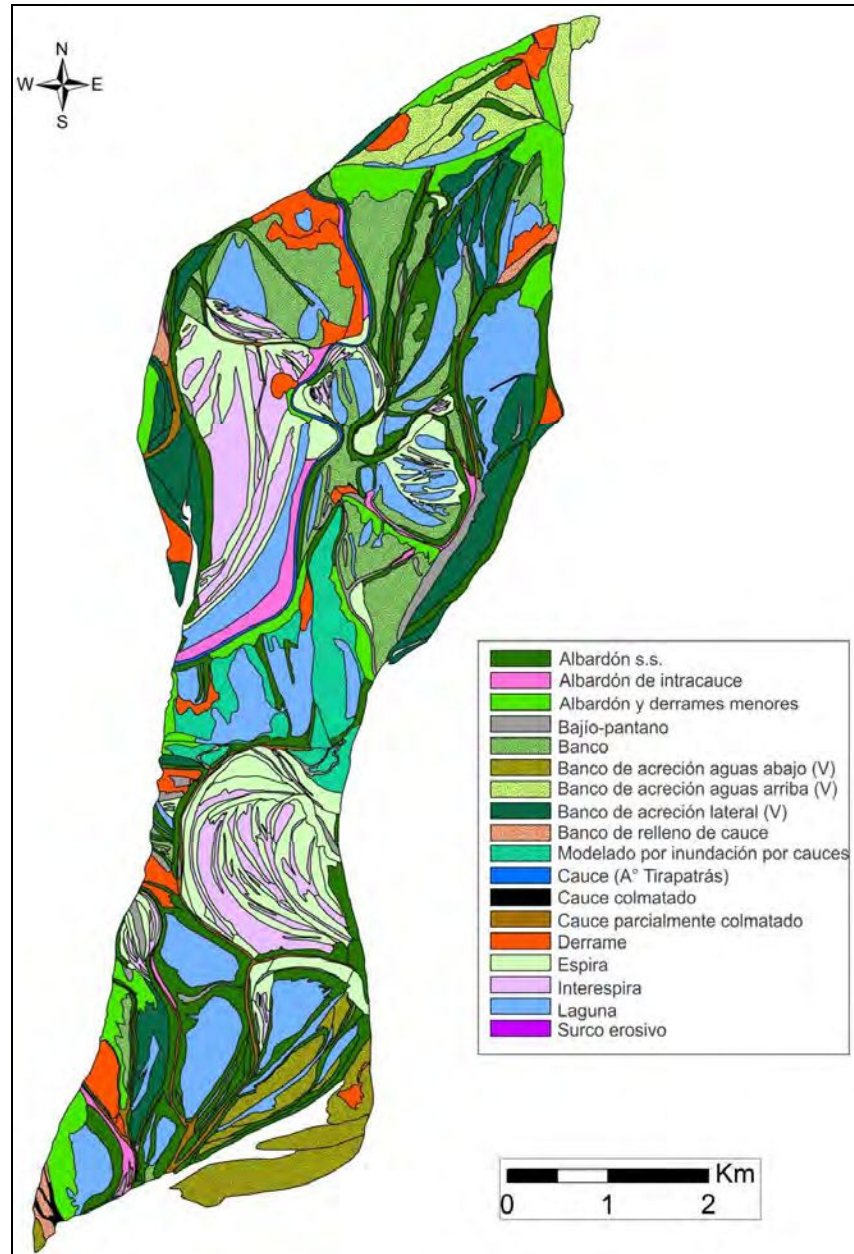 N
W E
S
Albardón s.s.
Albardón de intracauce
Albardón y derrames menores
Bajío-pantano
Banco
Banco de acreción aguas abajo (V)
Banco de acreción aguas arriba (V)
Banco de acreción lateral (V)
Banco de relleno de cauce
Modelado por inundación por cauces
Cauce (A° Tirapatrás)
Cauce colmatado
Cauce parcialmente colmatado
Derrame
Espira
Interespira
Laguna
Surco erosivo
Km
0 1 2